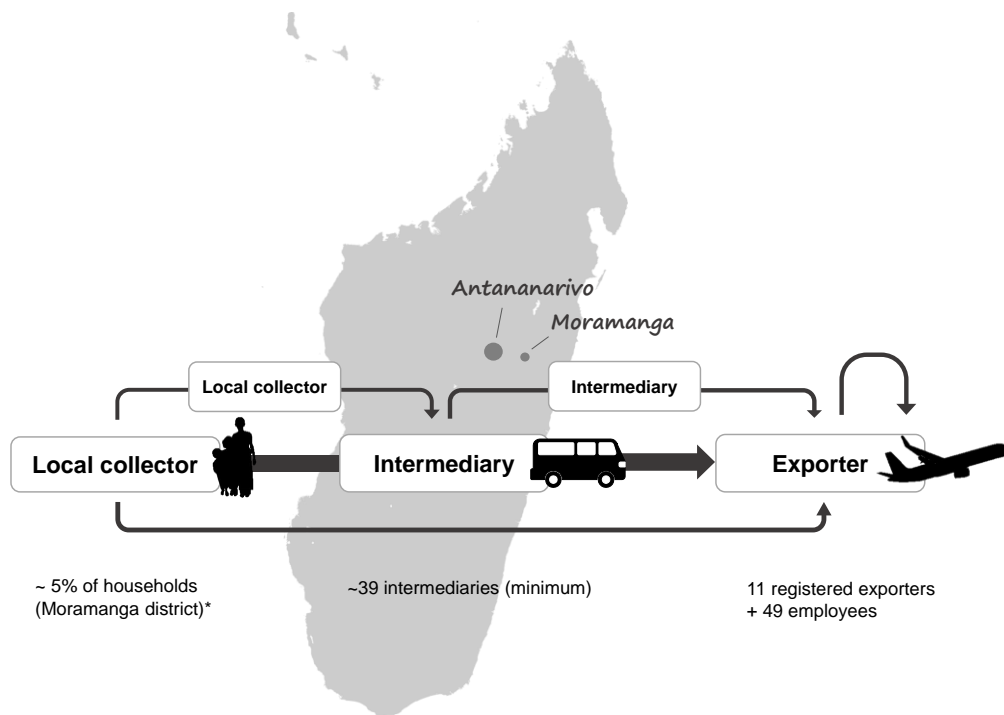 Antananarivo
Moramanga
Local collector
Intermediary
Local collector
Intermediary
Exporter
~ 5% of households
(Moramanga district)*
~39 intermediaries (minimum)
11 registered exporters
+ 49 employees